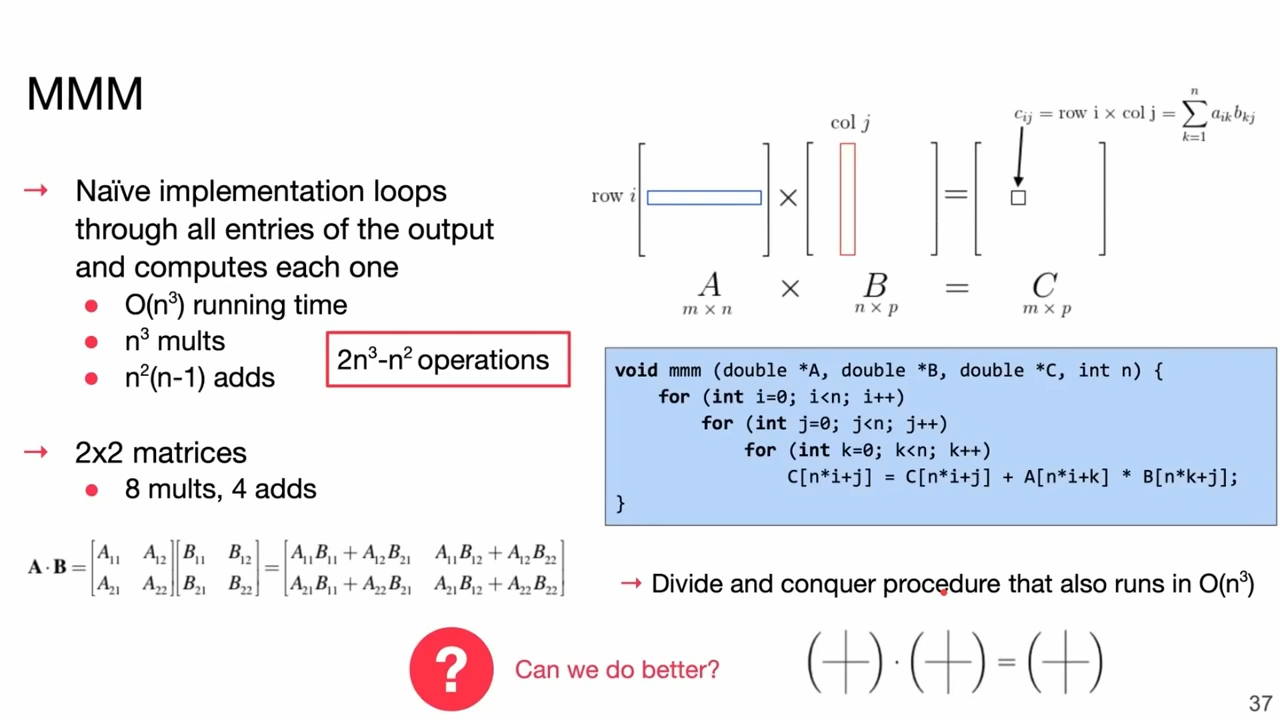 MMM
→ Naïve implementation loops
through all entries of the output
and computes each one
● O(n³) running time
● n³ mults
● n²(n-1) adds
2n³-n² operations
→ 2x2 matrices
● 8 mults, 4 adds
A · B = [A₁₁ A₁₂] [B₁₁ B₁₂] = [A₁₁B₁₁ + A₁₂B₂₁ A₁₁B₁₂ + A₁₂B₂₂]
[A₂₁ A₂₂] [B₂₁ B₂₂] [A₂₁B₁₁ + A₂₂B₂₁ A₂₁B₁₂ + A₂₂B₂₂]
? Can we do better?
cᵢⱼ = row i × col j = ∑ₖ₌₁ⁿ aᵢₖbₖⱼ
col j
row i [ ] × [ ] = [ ]
A × B = C
m × n n × p m × p
void mmm (double *A, double *B, double *C, int n) {
for (int i=0; i<n; i++)
for (int j=0; j<n; j++)
for (int k=0; k<n; k++)
C[n*i+j] = C[n*i+j] + A[n*i+k] * B[n*k+j];
}
→ Divide and conquer procedure that also runs in O(n³)
( ) · ( ) = ( )
37